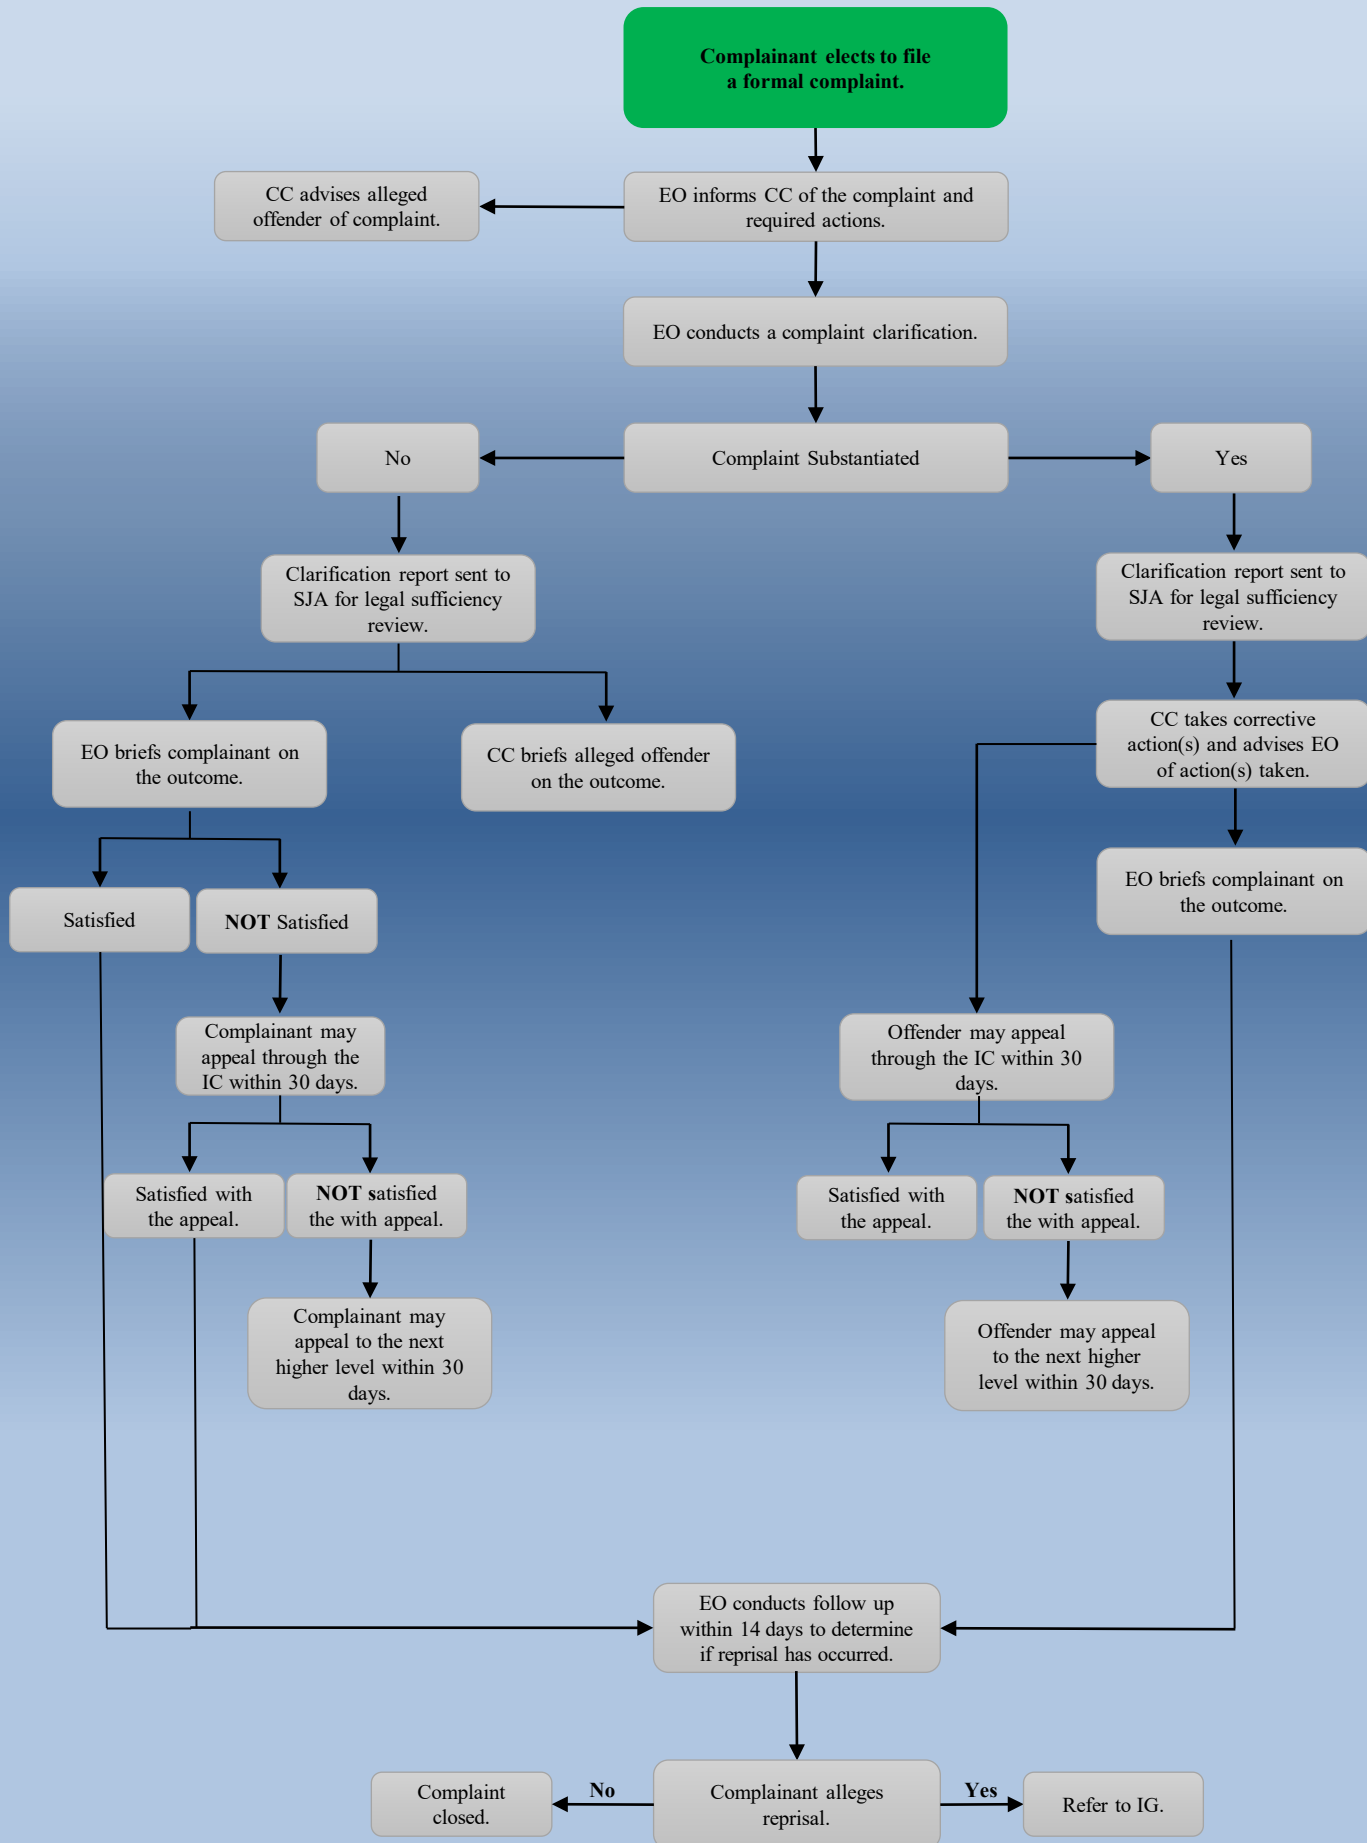 Complainant elects to file
a formal complaint.
CC advises alleged
offender of complaint.
EO informs CC of the complaint and
required actions.
EO conducts a complaint clarification.
No
Complaint Substantiated
Yes
Clarification report sent to
SJA for legal sufficiency
review.
Clarification report sent to
SJA for legal sufficiency
review.
EO briefs complainant on
the outcome.
CC briefs alleged offender
on the outcome.
CC takes corrective
action(s) and advises EO
of action(s) taken.
EO briefs complainant on
the outcome.
Satisfied
NOT Satisfied
Complainant may
appeal through the
IC within 30 days.
Offender may appeal
through the IC within 30
days.
Satisfied with
the appeal.
NOT satisfied
the with appeal.
Satisfied with
the appeal.
NOT satisfied
the with appeal.
Complainant may
appeal to the next
higher level within 30
days.
Offender may appeal
to the next higher
level within 30 days.
EO conducts follow up
within 14 days to determine
if reprisal has occurred.
Complaint
closed.
No
Complainant alleges
reprisal.
Yes
Refer to IG.